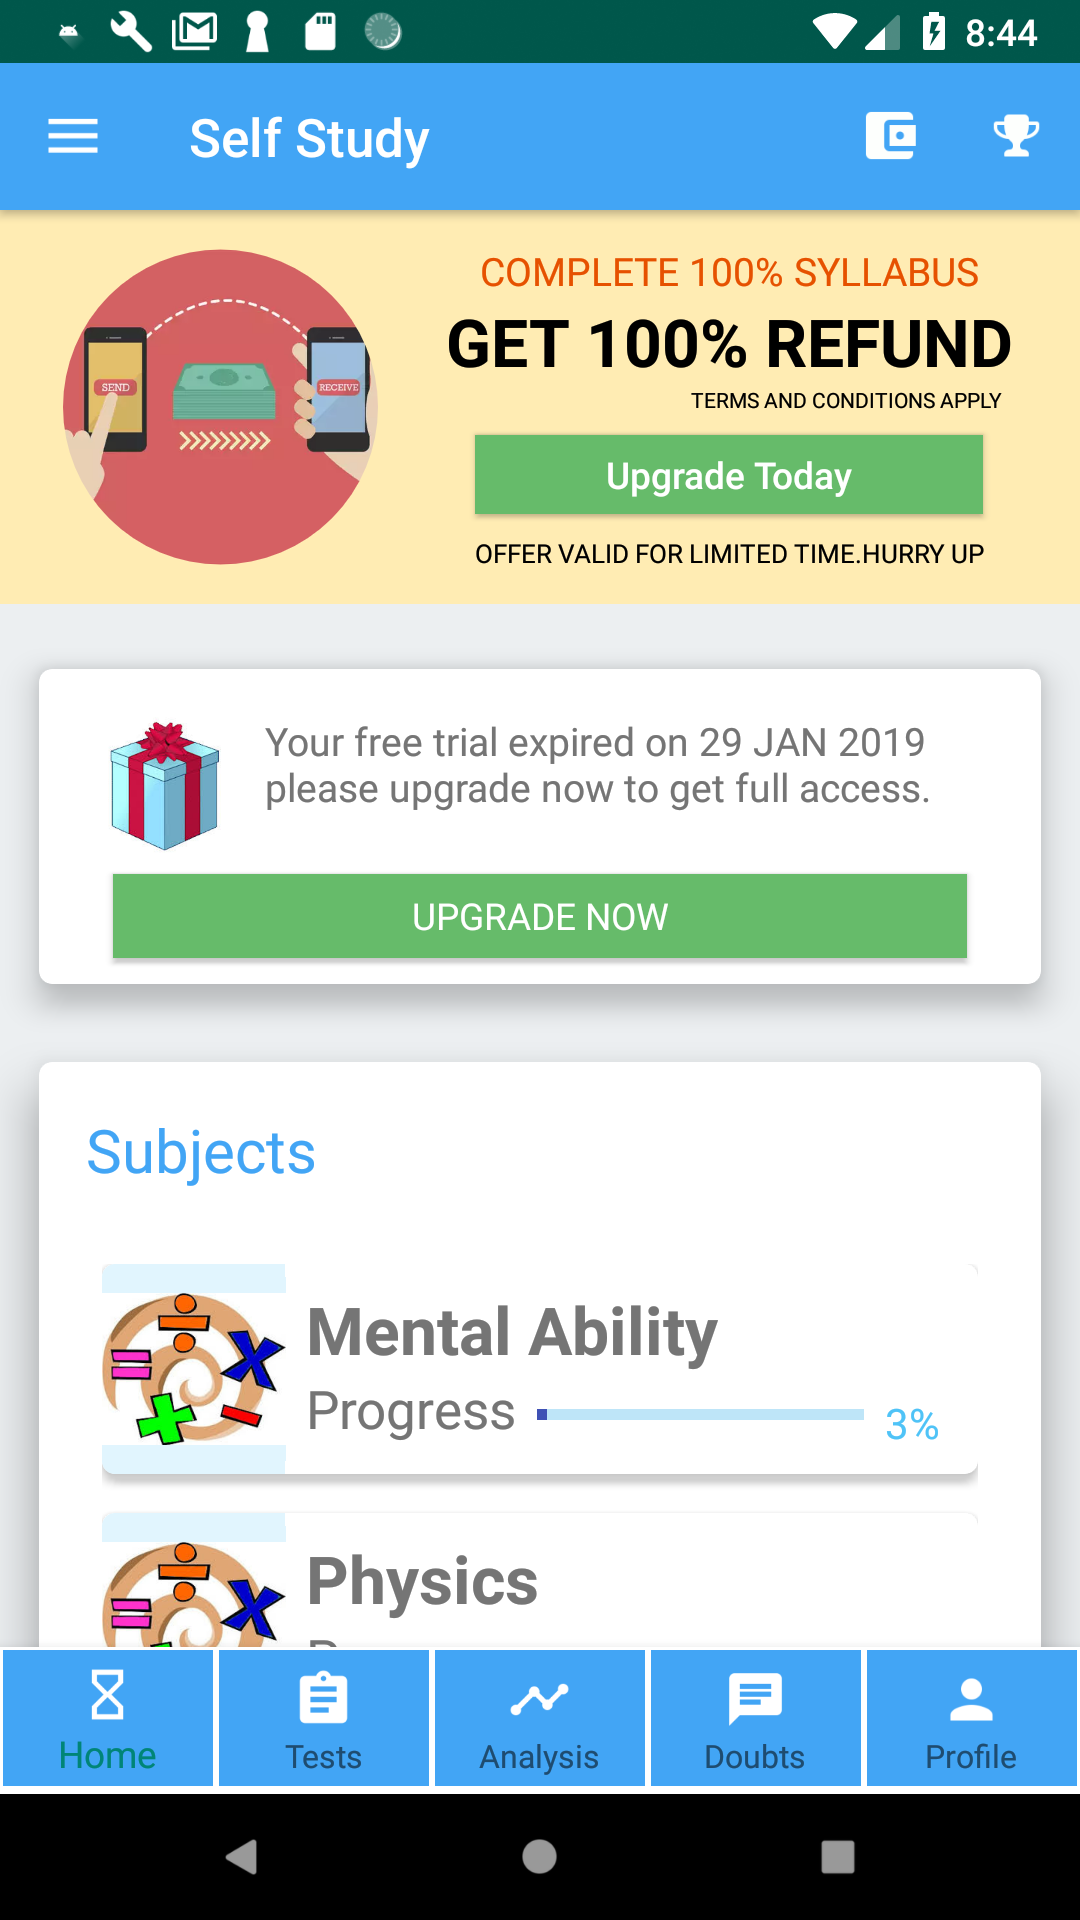 8:44
Self Study
COMPLETE 100% SYLLABUS
GET 100% REFUND
TERMS AND CONDITIONS APPLY
SEND
RECEIVE
Upgrade Today
OFFER VALID FOR LIMITED TIME.HURRY UP
Your free trial expired on 29 JAN 2019
please upgrade now to get full access.
UPGRADE NOW
Subjects
Mental Ability
Progress 3%
Physics
Home Tests Analysis Doubts Profile